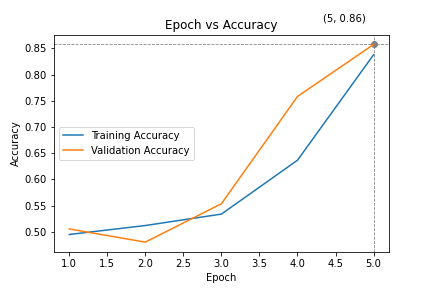 (5, 0.86)
Epoch vs Accuracy
0.85
0.80
0.75
0.70
0.65
0.60
0.55
0.50
Accuracy
Training Accuracy
Validation Accuracy
1.0 1.5 2.0 2.5 3.0 3.5 4.0 4.5 5.0
Epoch